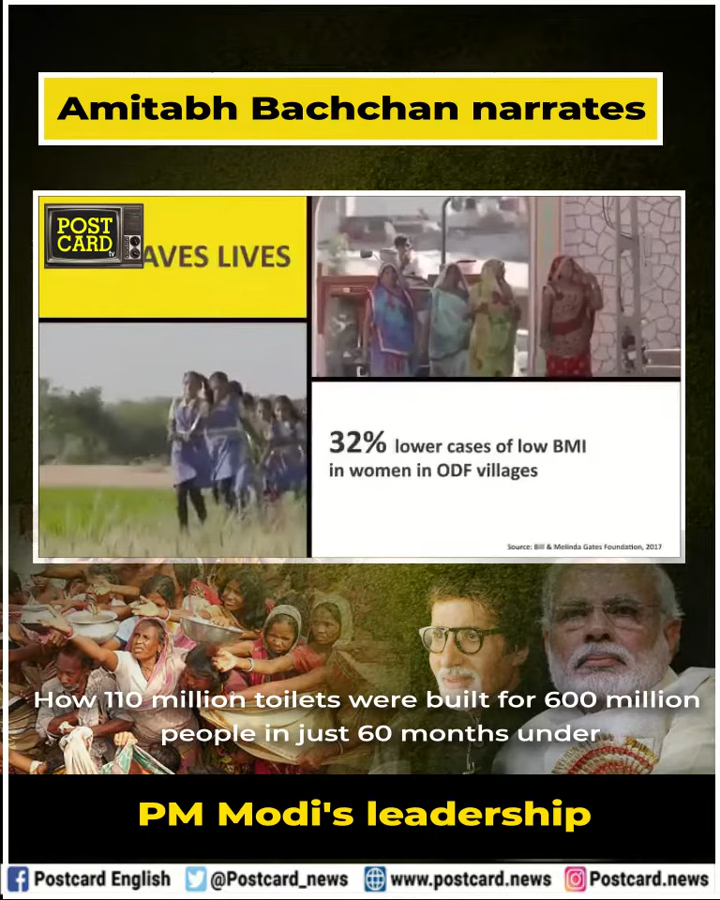 Amitabh Bachchan narrates
POST
CARD
tv
AVES LIVES
32% lower cases of low BMI
in women in ODF villages
Source: Bill & Melinda Gates Foundation, 2017
How 110 million toilets were built for 600 million
people in just 60 months under
PM Modi's leadership
Postcard English @Postcard_news www.postcard.news Postcard.news